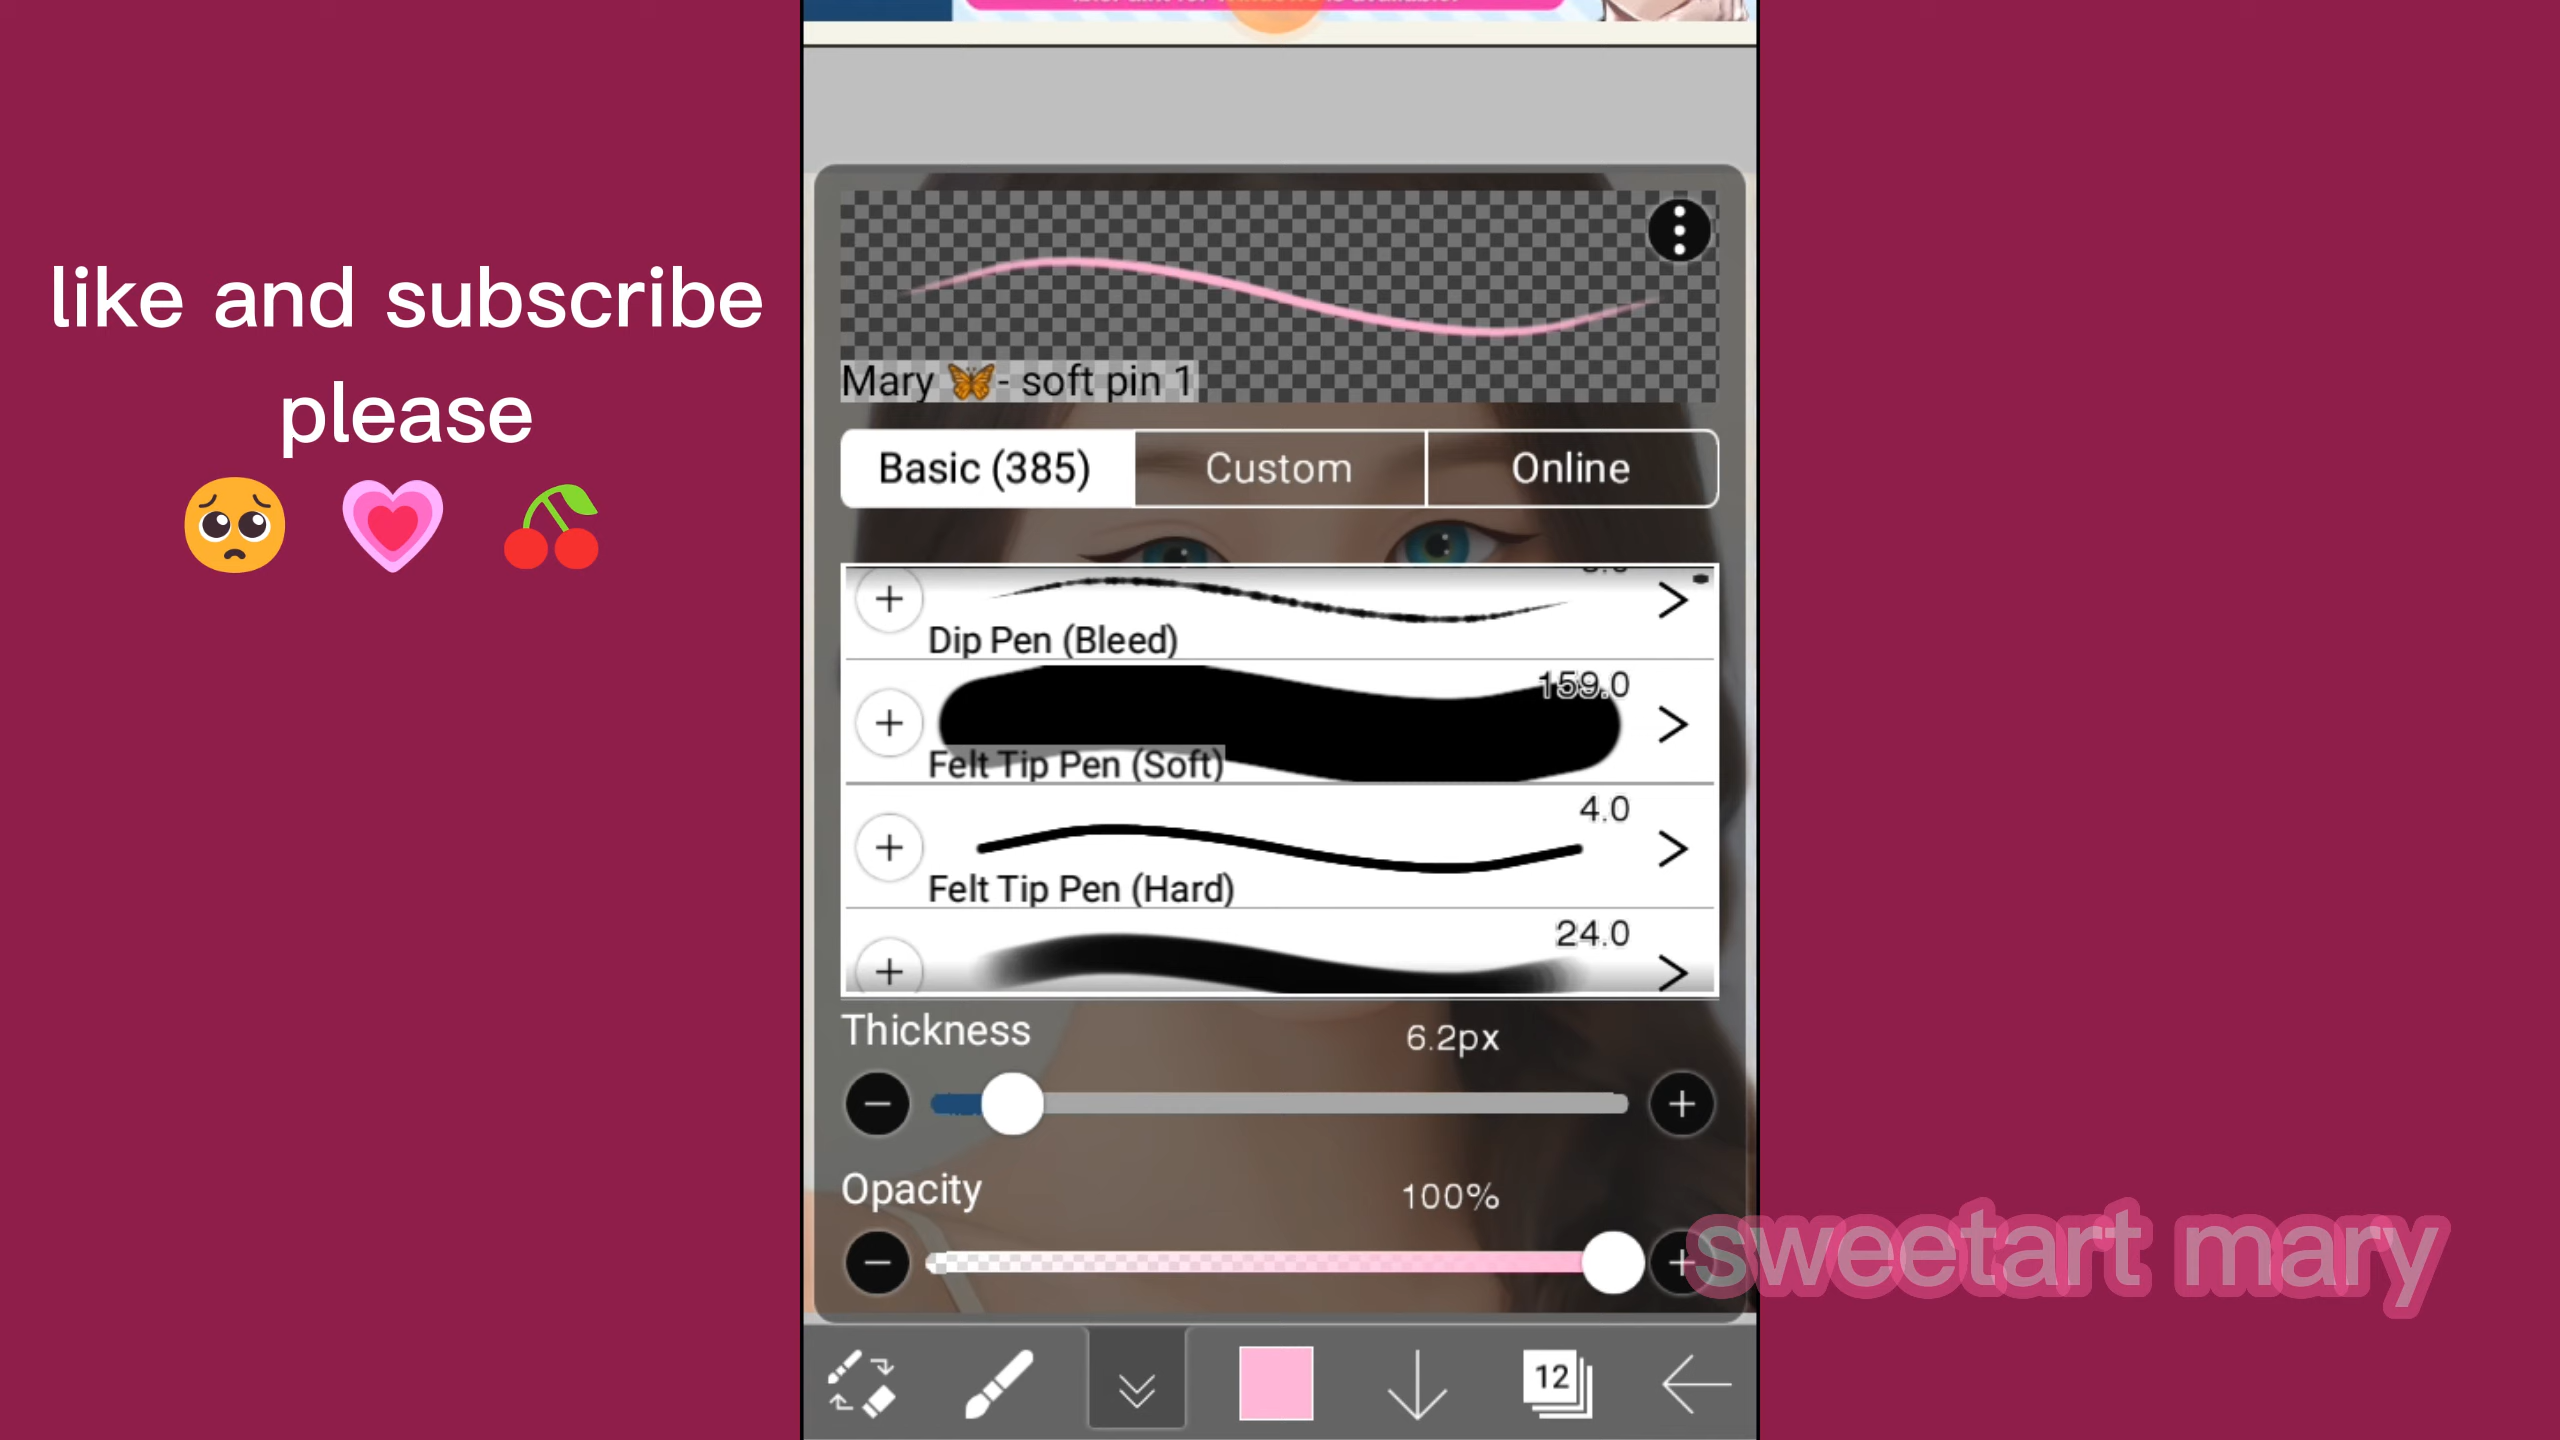 like and subscribe
please
Mary 🦋- soft pin 1
Basic (385)
Custom
Online
Dip Pen (Bleed)
159.0
Felt Tip Pen (Soft)
4.0
Felt Tip Pen (Hard)
24.0
Thickness
6.2px
Opacity
100%
sweetart mary
12